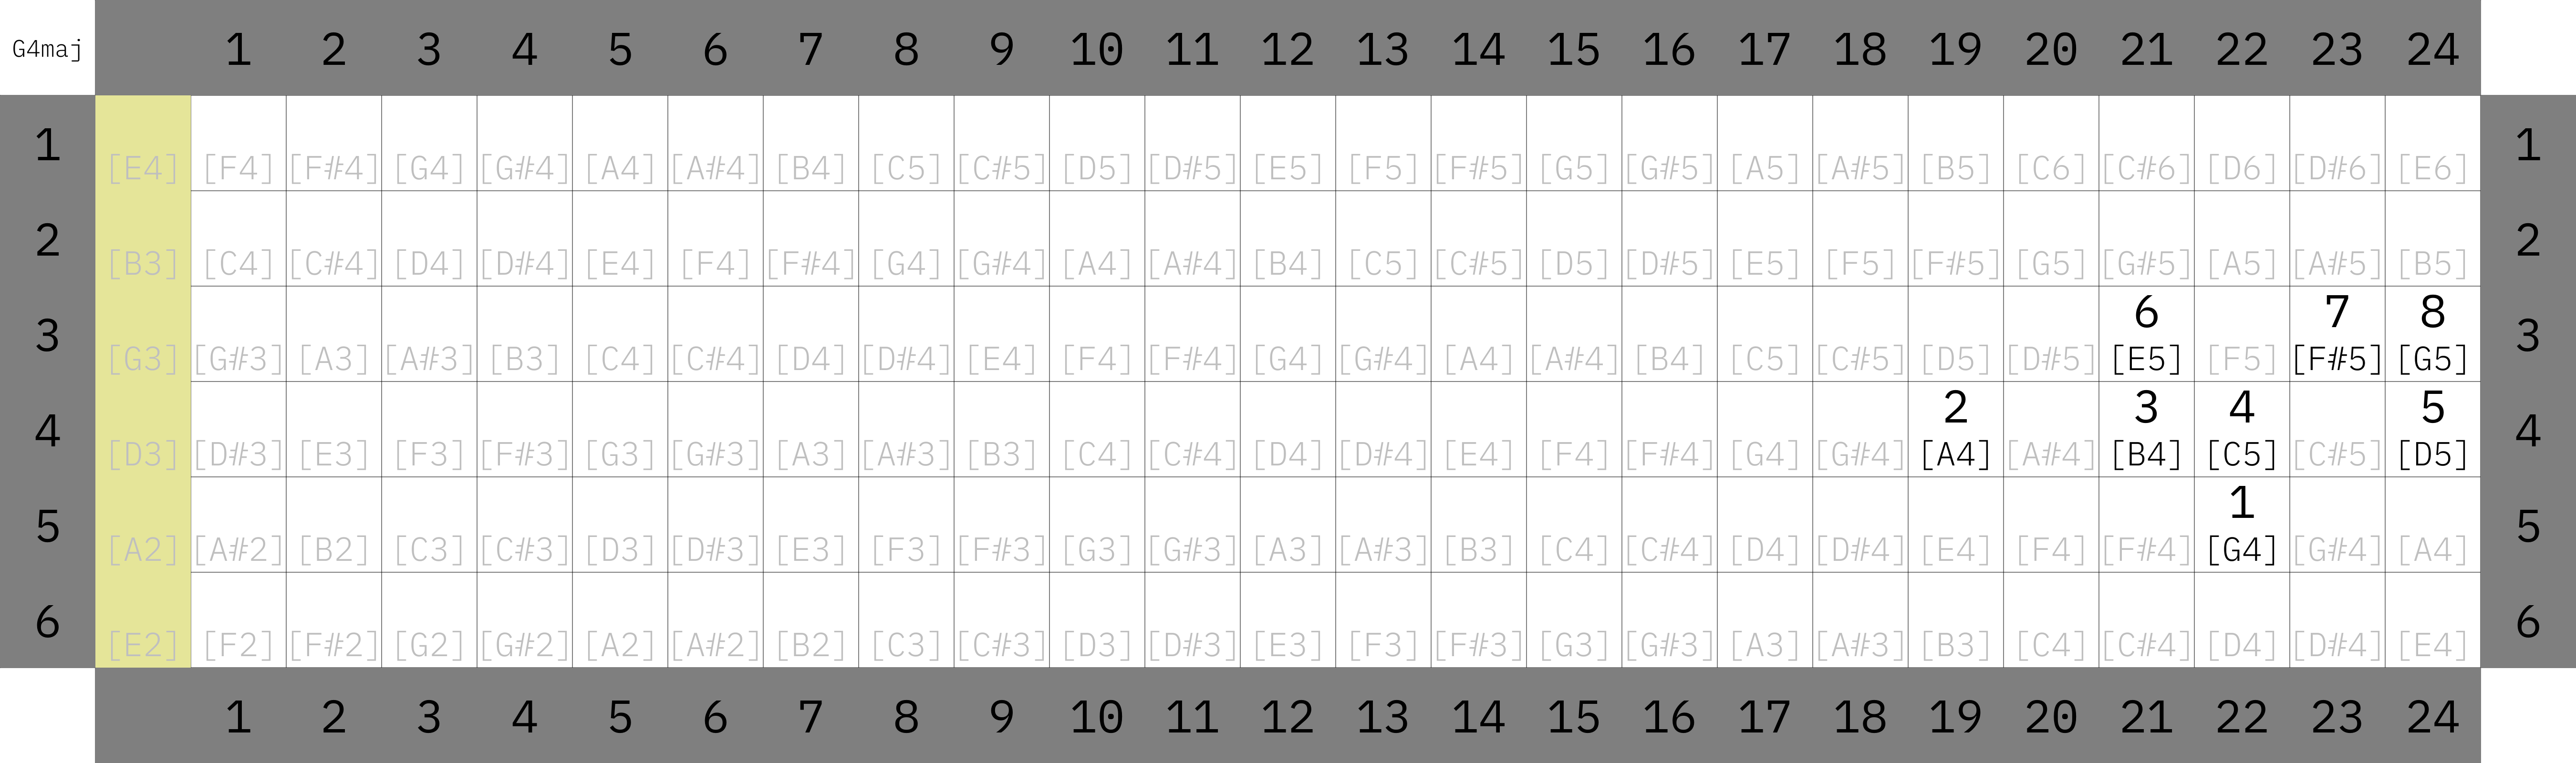 G4maj 1 2 3 4 5 6 7 8 9 10 11 12 13 14 15 16 17 18 19 20 21 22 23 24
1 [E4] [F4] [F#4] [G4] [G#4] [A4] [A#4] [B4] [C5] [C#5] [D5] [D#5] [E5] [F5] [F#5] [G5] [G#5] [A5] [A#5] [B5] [C6] [C#6] [D6] [D#6] [E6] 1
2 [B3] [C4] [C#4] [D4] [D#4] [E4] [F4] [F#4] [G4] [G#4] [A4] [A#4] [B4] [C5] [C#5] [D5] [D#5] [E5] [F5] [F#5] [G5] [G#5] [A5] [A#5] [B5] 2
6 7 8
3 [G3] [G#3] [A3] [A#3] [B3] [C4] [C#4] [D4] [D#4] [E4] [F4] [F#4] [G4] [G#4] [A4] [A#4] [B4] [C5] [C#5] [D5] [D#5] [E5] [F5] [F#5] [G5] 3
2 3 4 5
4 [D3] [D#3] [E3] [F3] [F#3] [G3] [G#3] [A3] [A#3] [B3] [C4] [C#4] [D4] [D#4] [E4] [F4] [F#4] [G4] [G#4] [A4] [A#4] [B4] [C5] [C#5] [D5] 4
1
5 [A2] [A#2] [B2] [C3] [C#3] [D3] [D#3] [E3] [F3] [F#3] [G3] [G#3] [A3] [A#3] [B3] [C4] [C#4] [D4] [D#4] [E4] [F4] [F#4] [G4] [G#4] [A4] 5
6 [E2] [F2] [F#2] [G2] [G#2] [A2] [A#2] [B2] [C3] [C#3] [D3] [D#3] [E3] [F3] [F#3] [G3] [G#3] [A3] [A#3] [B3] [C4] [C#4] [D4] [D#4] [E4] 6
1 2 3 4 5 6 7 8 9 10 11 12 13 14 15 16 17 18 19 20 21 22 23 24